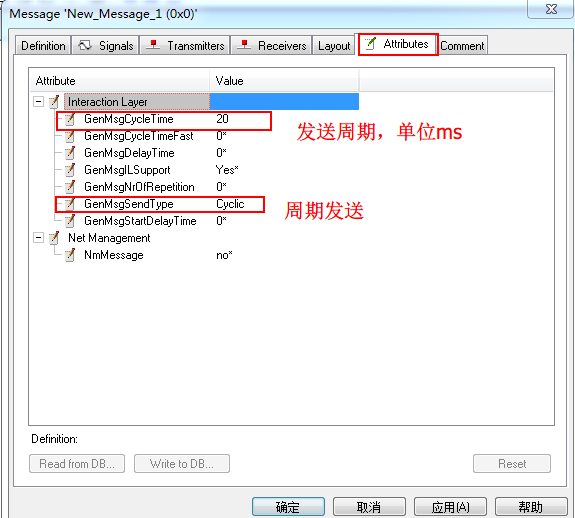 Message 'New_Message_1 (0x0)'
Definition Signals Transmitters Receivers Layout Attributes Comment
Attribute Value
Interaction Layer
GenMsgCycleTime 20
发送周期，单位ms
GenMsgCycleTimeFast 0*
GenMsgDelayTime 0*
GenMsgILSupport Yes*
GenMsgNrOfRepetition 0*
GenMsgSendType Cyclic
周期发送
GenMsgStartDelayTime 0*
Net Management
NmMessage no*
Definition:
Read from DB... Write to DB... Reset
确定 取消 应用(A) 帮助